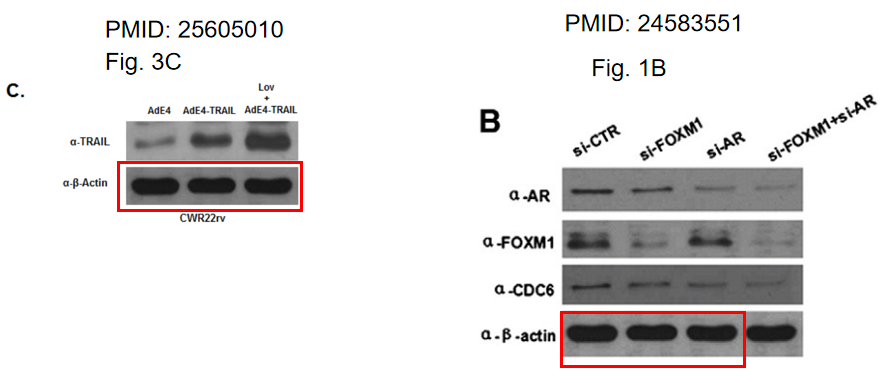 PMID: 25605010
Fig. 3C
C.
AdE4
AdE4-TRAIL
Lov
+
AdE4-TRAIL
α-TRAIL
α-β-Actin
CWR22rv
PMID: 24583551
Fig. 1B
B
si-CTR
si-FOXM1
si-AR
si-FOXM1+si-AR
α-AR
α-FOXM1
α-CDC6
α-β-actin